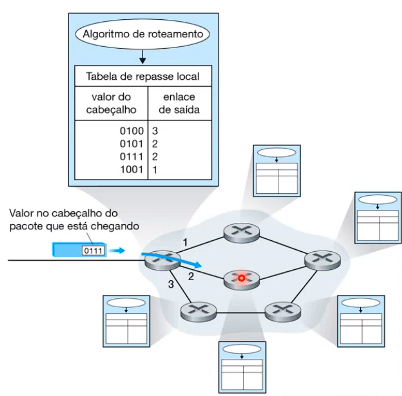 Algoritmo de roteamento
Tabela de repasse local
valor do enlace
cabeçalho de saída
0100 3
0101 2
0111 2
1001 1
Valor no cabeçalho do
pacote que está chegando
0111
1
2
3